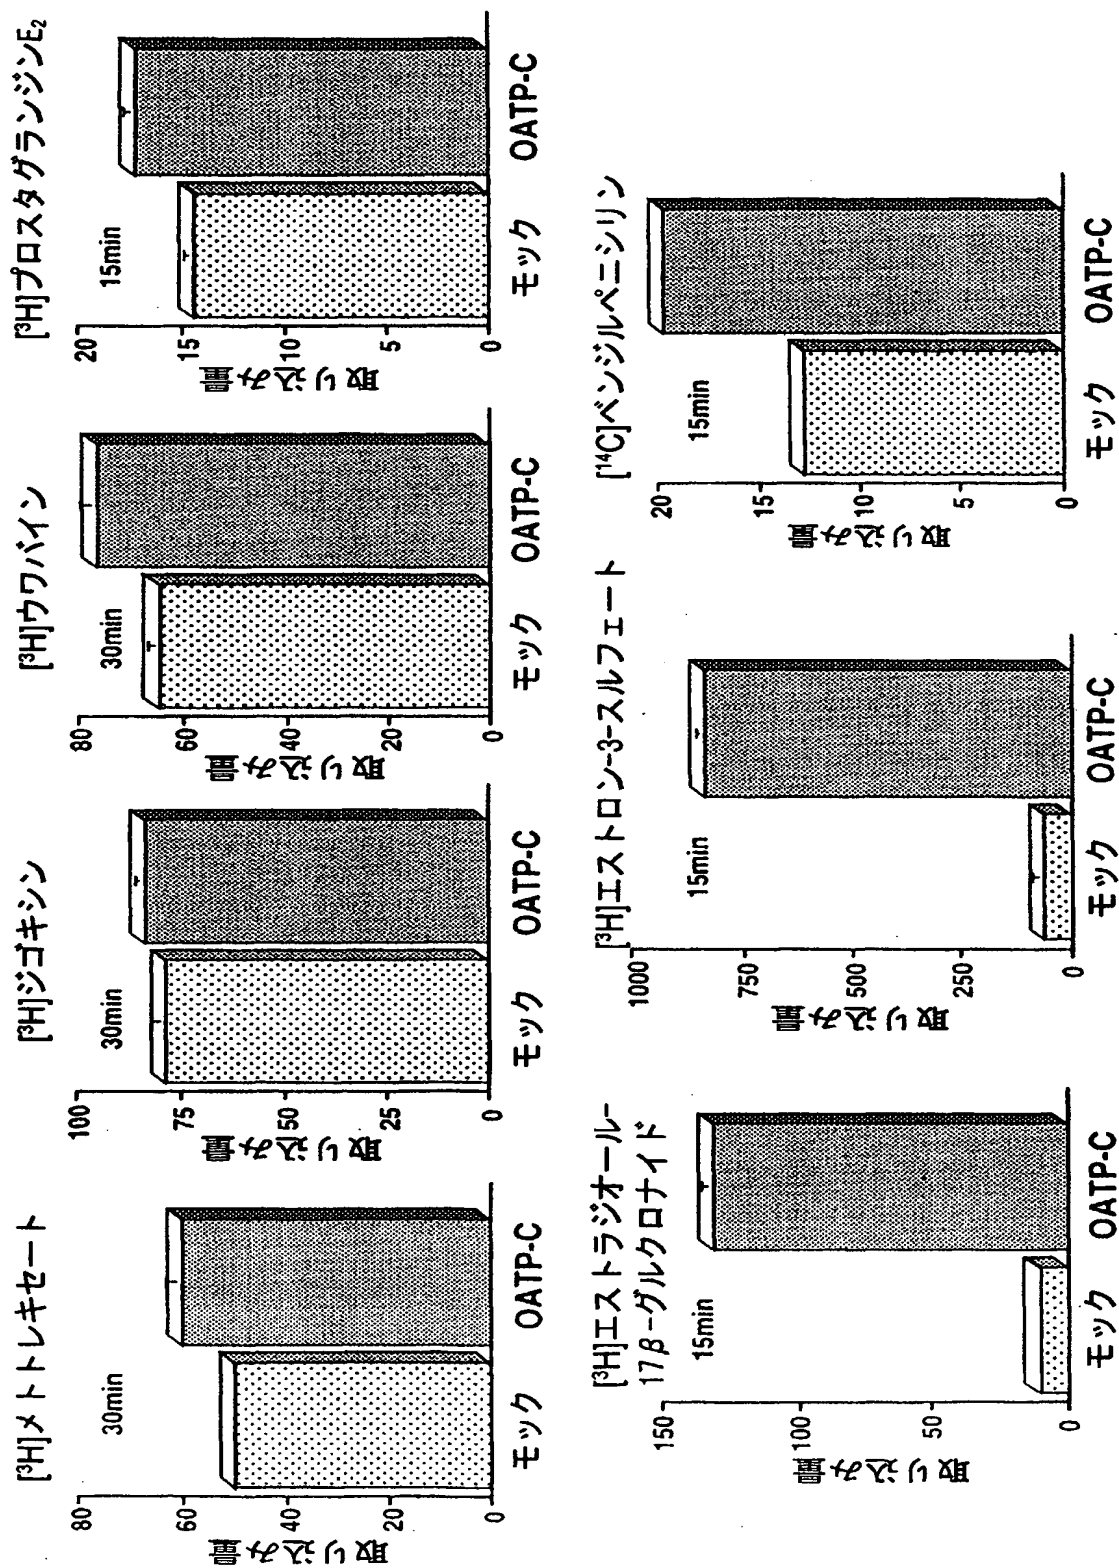 [³H]メトトレキセート
30min
取り込み量
80
60
40
20
0
モック
OATP-C
[³H]ジゴキシン
30min
取り込み量
100
75
50
25
0
モック
OATP-C
[³H]ウワバイン
30min
取り込み量
80
60
40
20
0
モック
OATP-C
[³H]プロスタグランジンE₂
15min
取り込み量
20
15
10
5
0
モック
OATP-C
[³H]エストラジオール-
17β-グルクロナイド
15min
取り込み量
150
100
50
0
モック
OATP-C
[³H]エストロン-3-スルフェート
15min
取り込み量
1000
750
500
250
0
モック
OATP-C
[¹⁴C]ベンジルペニシリン
15min
取り込み量
20
15
10
5
0
モック
OATP-C